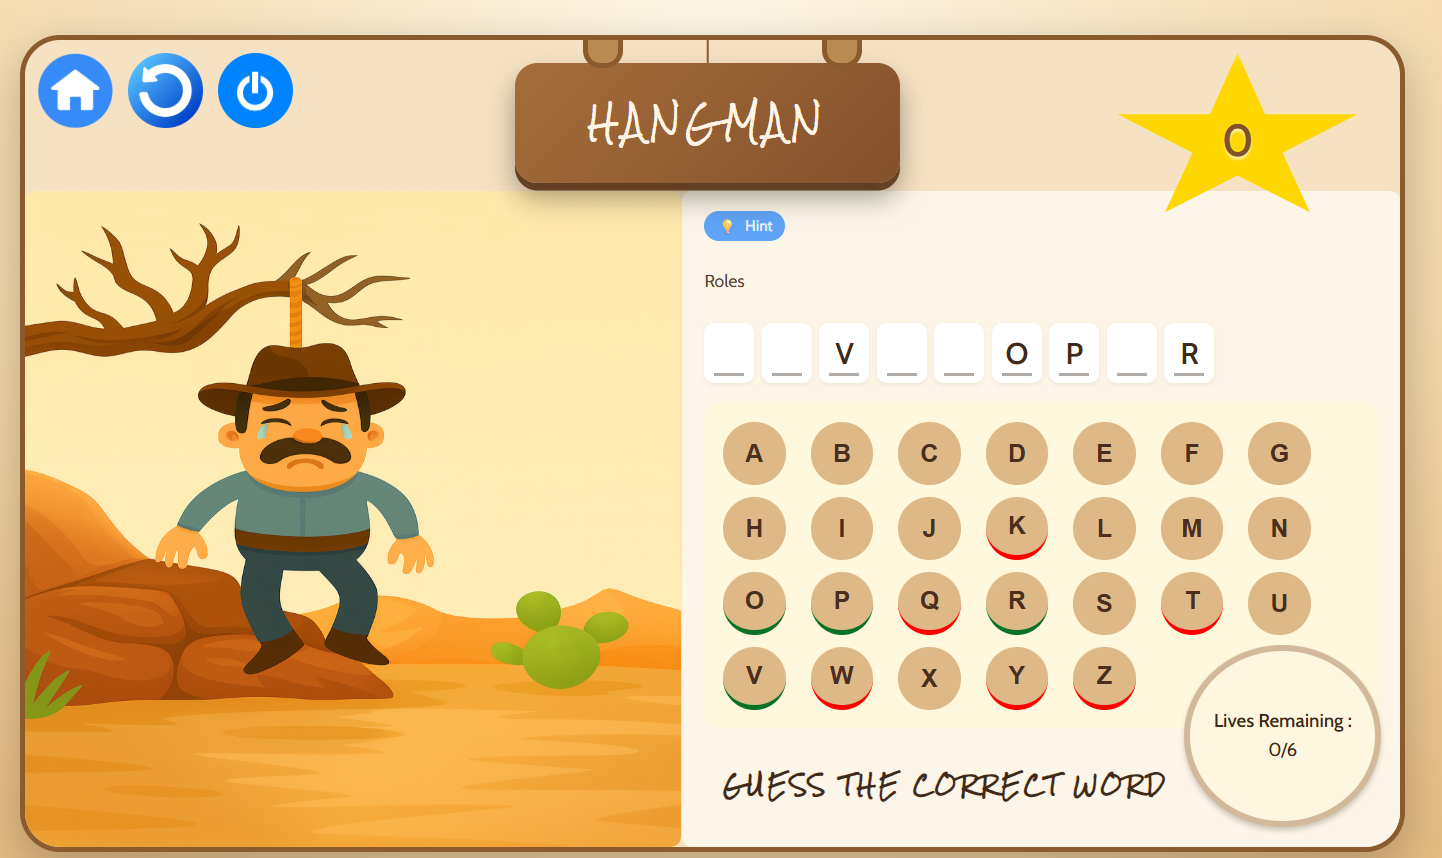 HANGMAN
0
Hint
Roles
_ _ V _ _ O P _ R
A B C D E F G
H I J K L M N
O P Q R S T U
V W X Y Z
Lives Remaining :
0/6
GUESS THE CORRECT WORD